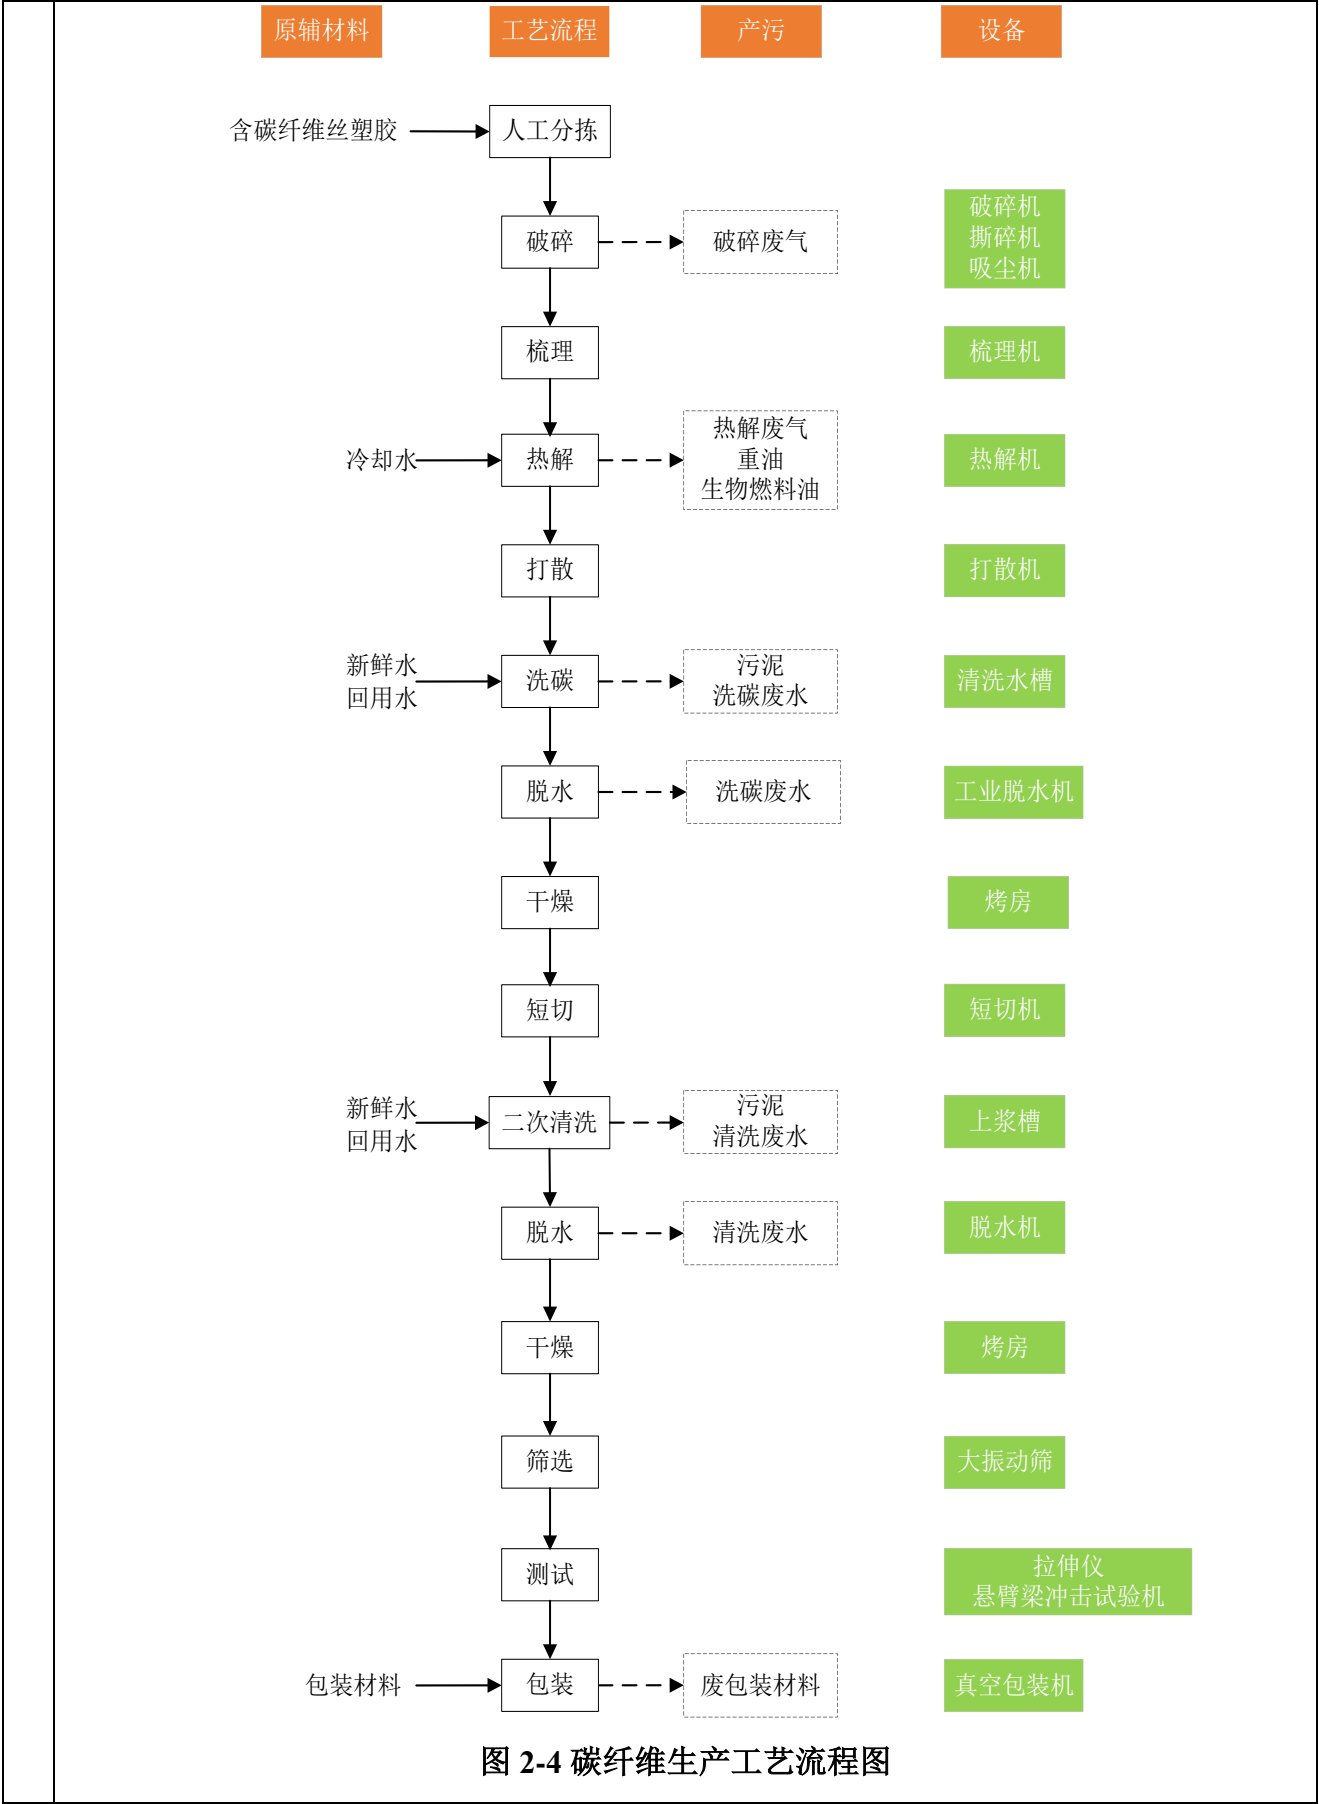 原辅材料
工艺流程
产污
设备
含碳纤维丝塑胶
人工分拣
破碎
破碎废气
破碎机
撕碎机
吸尘机
梳理
梳理机
冷却水
热解
热解废气
重油
生物燃料油
热解机
打散
打散机
新鲜水
回用水
洗碳
污泥
洗碳废水
清洗水槽
脱水
洗碳废水
工业脱水机
干燥
烤房
短切
短切机
新鲜水
回用水
二次清洗
污泥
清洗废水
上浆槽
脱水
清洗废水
脱水机
干燥
烤房
筛选
大振动筛
测试
拉伸仪
悬臂梁冲击试验机
包装材料
包装
废包装材料
真空包装机
图 2-4 碳纤维生产工艺流程图